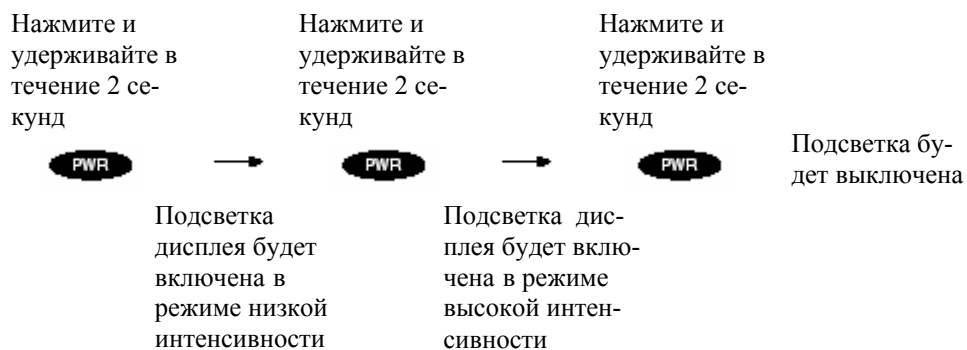 Нажмите и
удерживайте в
течение 2 се-
кунд
PWR
Подсветка
дисплея будет
включена в
режиме низкой
интенсивности
Нажмите и
удерживайте в
течение 2 се-
кунд
PWR
Подсветка дис-
плея будет вклю-
чена в режиме
высокой интен-
сивности
Нажмите и
удерживайте в
течение 2 се-
кунд
PWR
Подсветка бу-
дет выключена